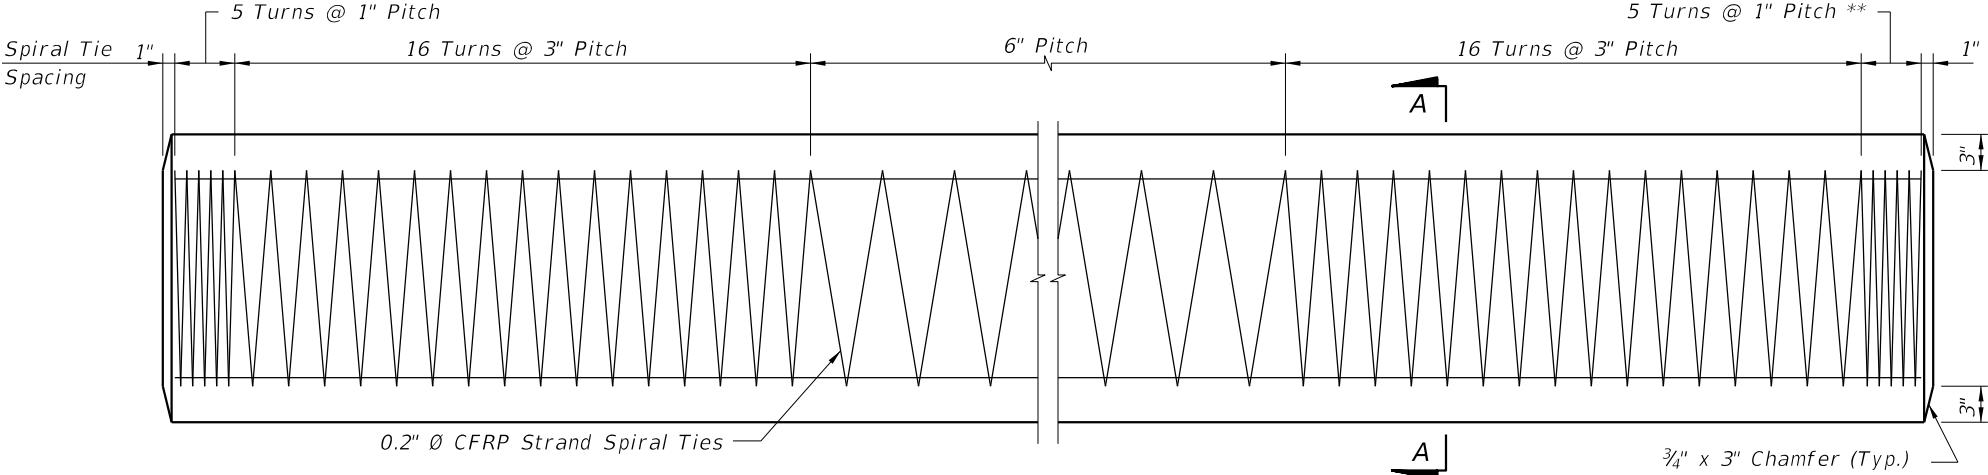 5 Turns @ 1" Pitch
5 Turns @ 1" Pitch **
Spiral Tie
Spacing
1"
16 Turns @ 3" Pitch
6" Pitch
16 Turns @ 3" Pitch
1"
A
3"
3"
0.2" Ø CFRP Strand Spiral Ties
A
¾" x 3" Chamfer (Typ.)